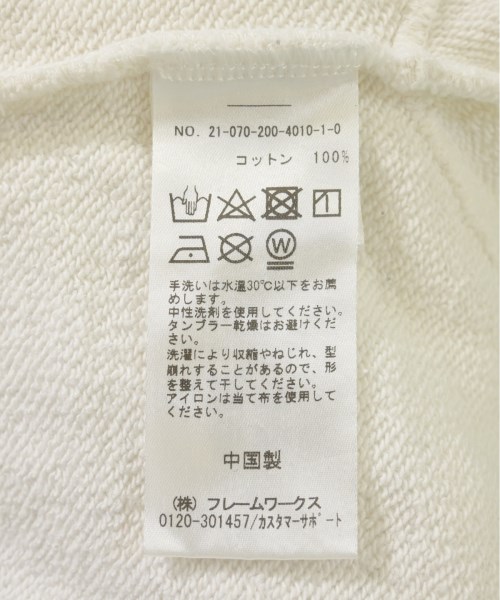 NO. 21-070-200-4010-1-0
コットン 100%
W
手洗いは水温30℃以下をお薦
めします。
中性洗剤を使用してください。
タンブラー乾燥はお避けくだ
さい。
洗濯により収縮やねじれ、型
崩れすることがあるので、形
を整えて干してください。
アイロンは当て布を使用して
ください。
中国製
(株) フレームワークス
0120-301457/カスタマーサポート